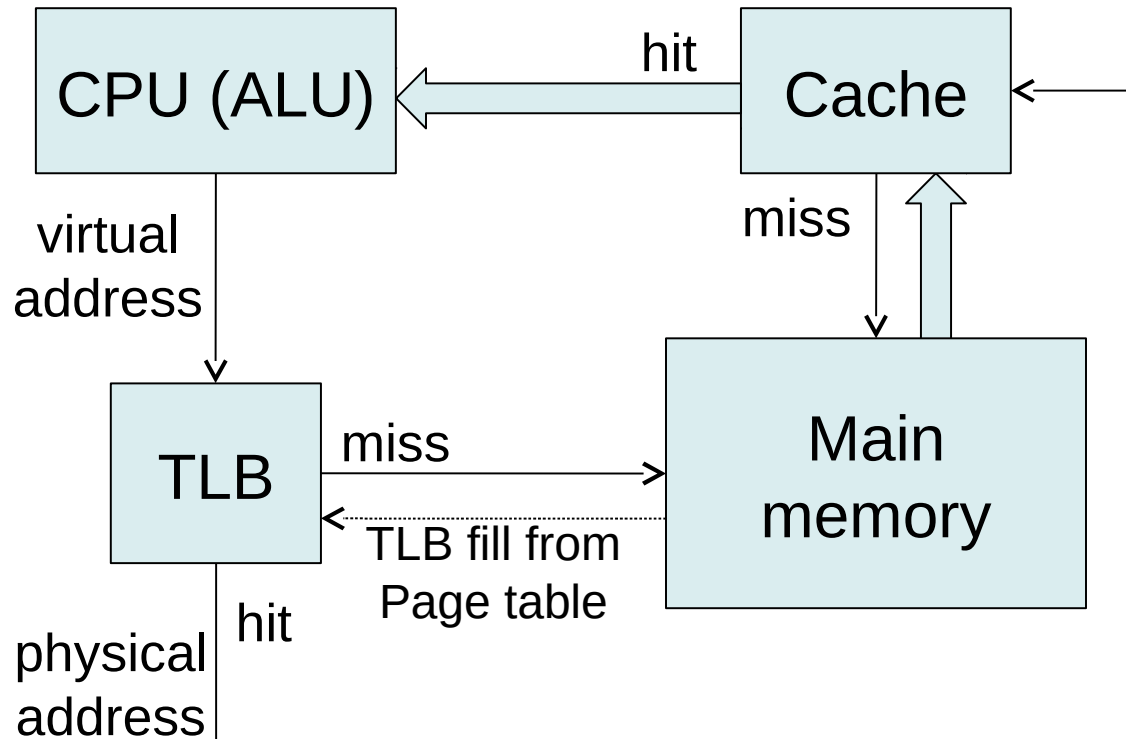 CPU (ALU)
hit
Cache
virtual
address
miss
TLB
miss
Main
memory
TLB fill from
Page table
hit
physical
address